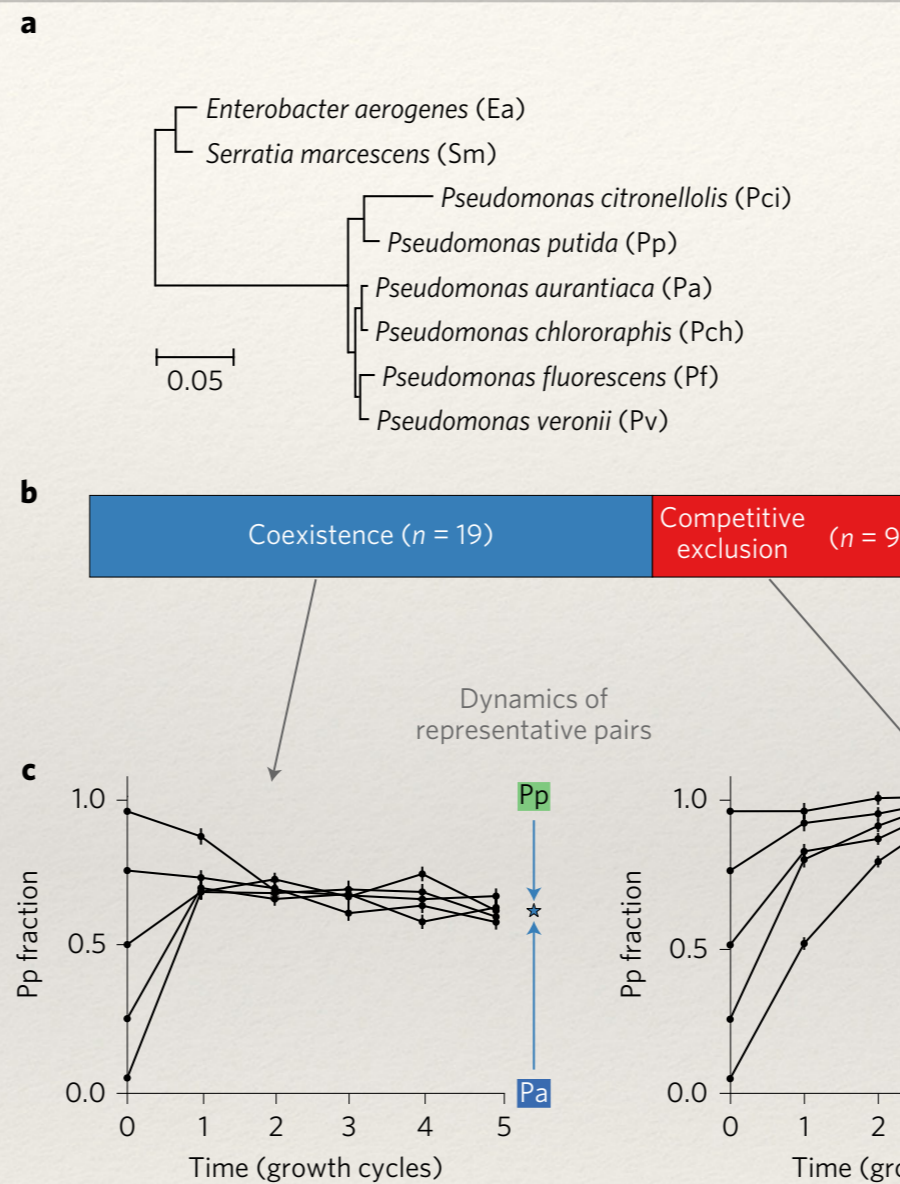 a
Enterobacter aerogenes (Ea)
Serratia marcescens (Sm)
Pseudomonas citronellolis (Pci)
Pseudomonas putida (Pp)
Pseudomonas aurantiaca (Pa)
Pseudomonas chlororaphis (Pch)
Pseudomonas fluorescens (Pf)
Pseudomonas veronii (Pv)
0.05
b
Coexistence (n = 19)
Competitive
exclusion
(n = 9
Dynamics of
representative pairs
c
1.0
0.5
0.0
Pp fraction
0 1 2 3 4 5
Time (growth cycles)
Pp
Pa
1.0
0.5
0.0
Pp fraction
0 1 2
Time (gro